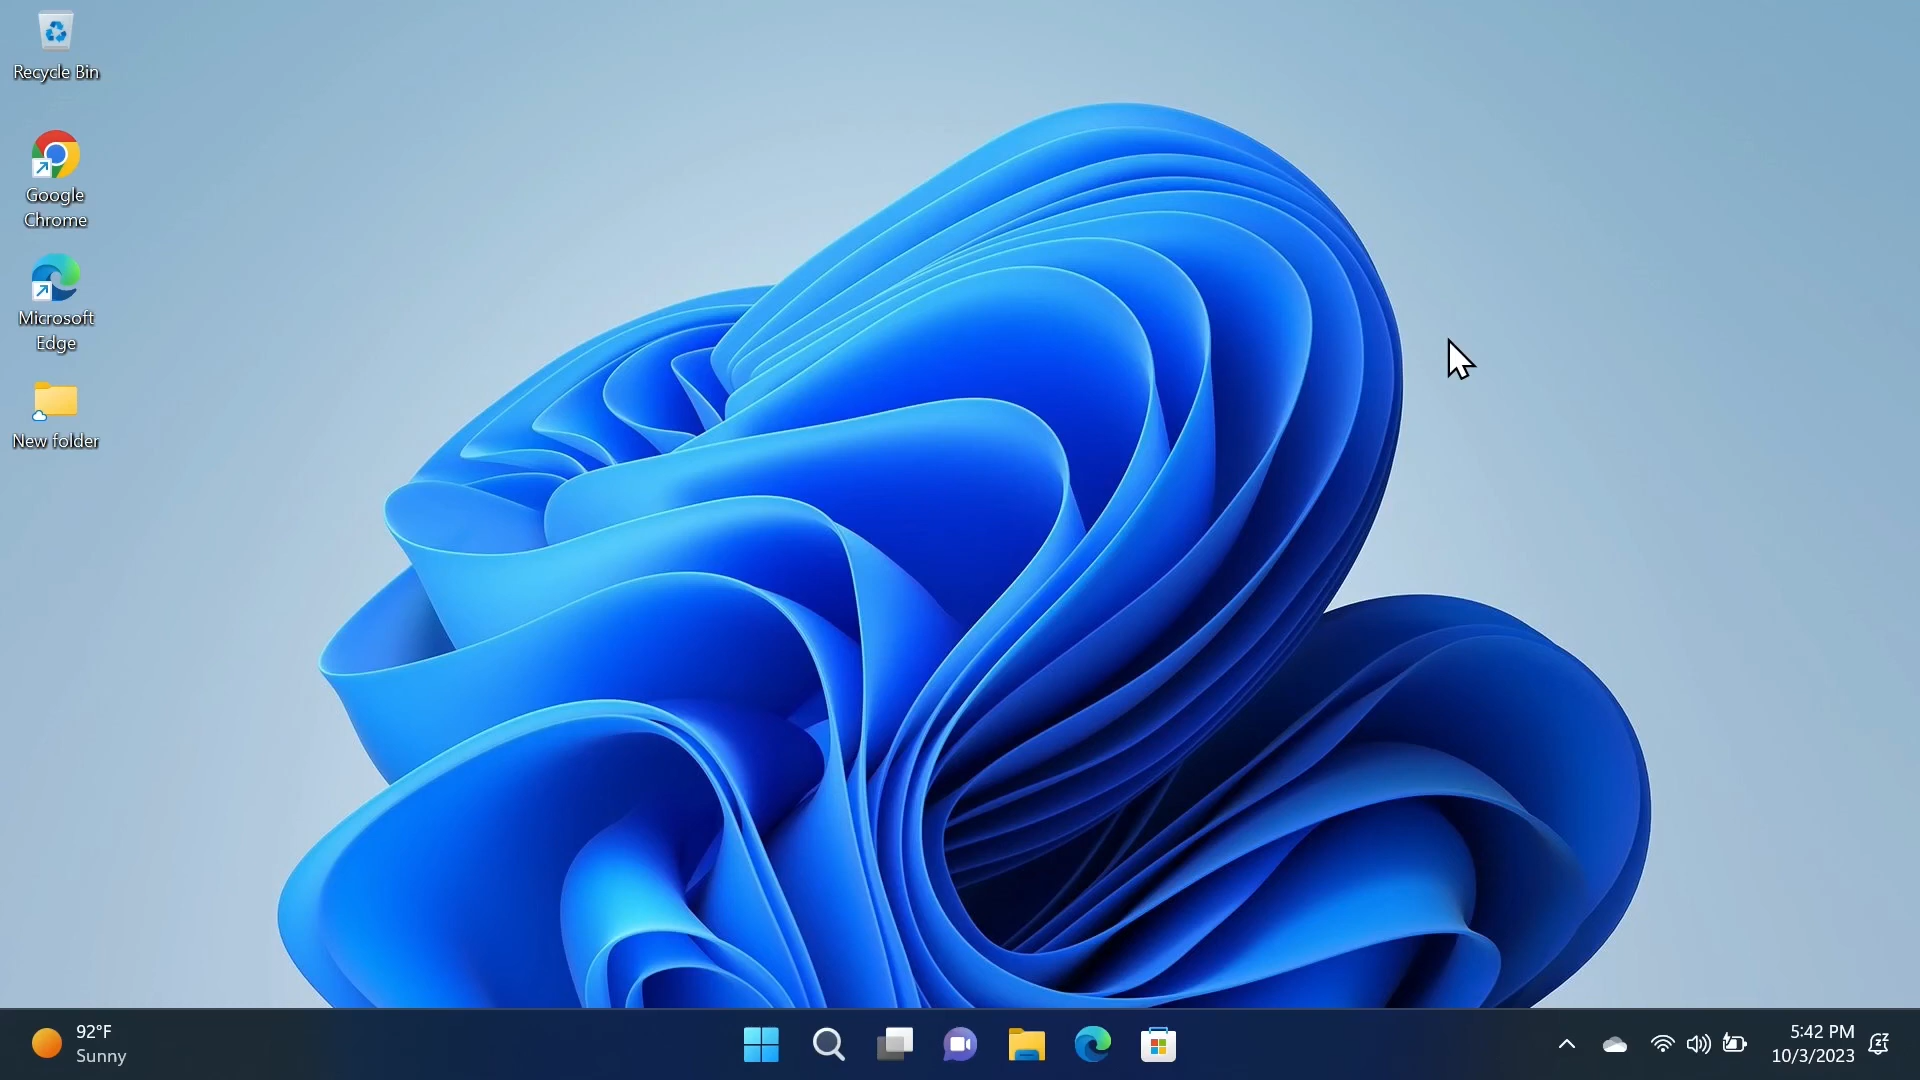 Recycle Bin
Google
Chrome
Microsoft
Edge
New folder
92°F
Sunny
5:42 PM
10/3/2023